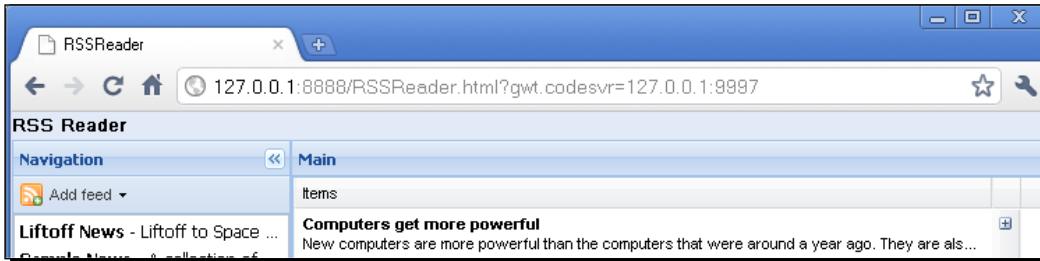 RSSReader
127.0.0.1:8888/RSSReader.html?gwt.codesvr=127.0.0.1:9997
RSS Reader
Navigation
Main
Add feed
Items
Liftoff News - Liftoff to Space ...
Computers get more powerful
New computers are more powerful than the computers that were around a year ago. They are als...